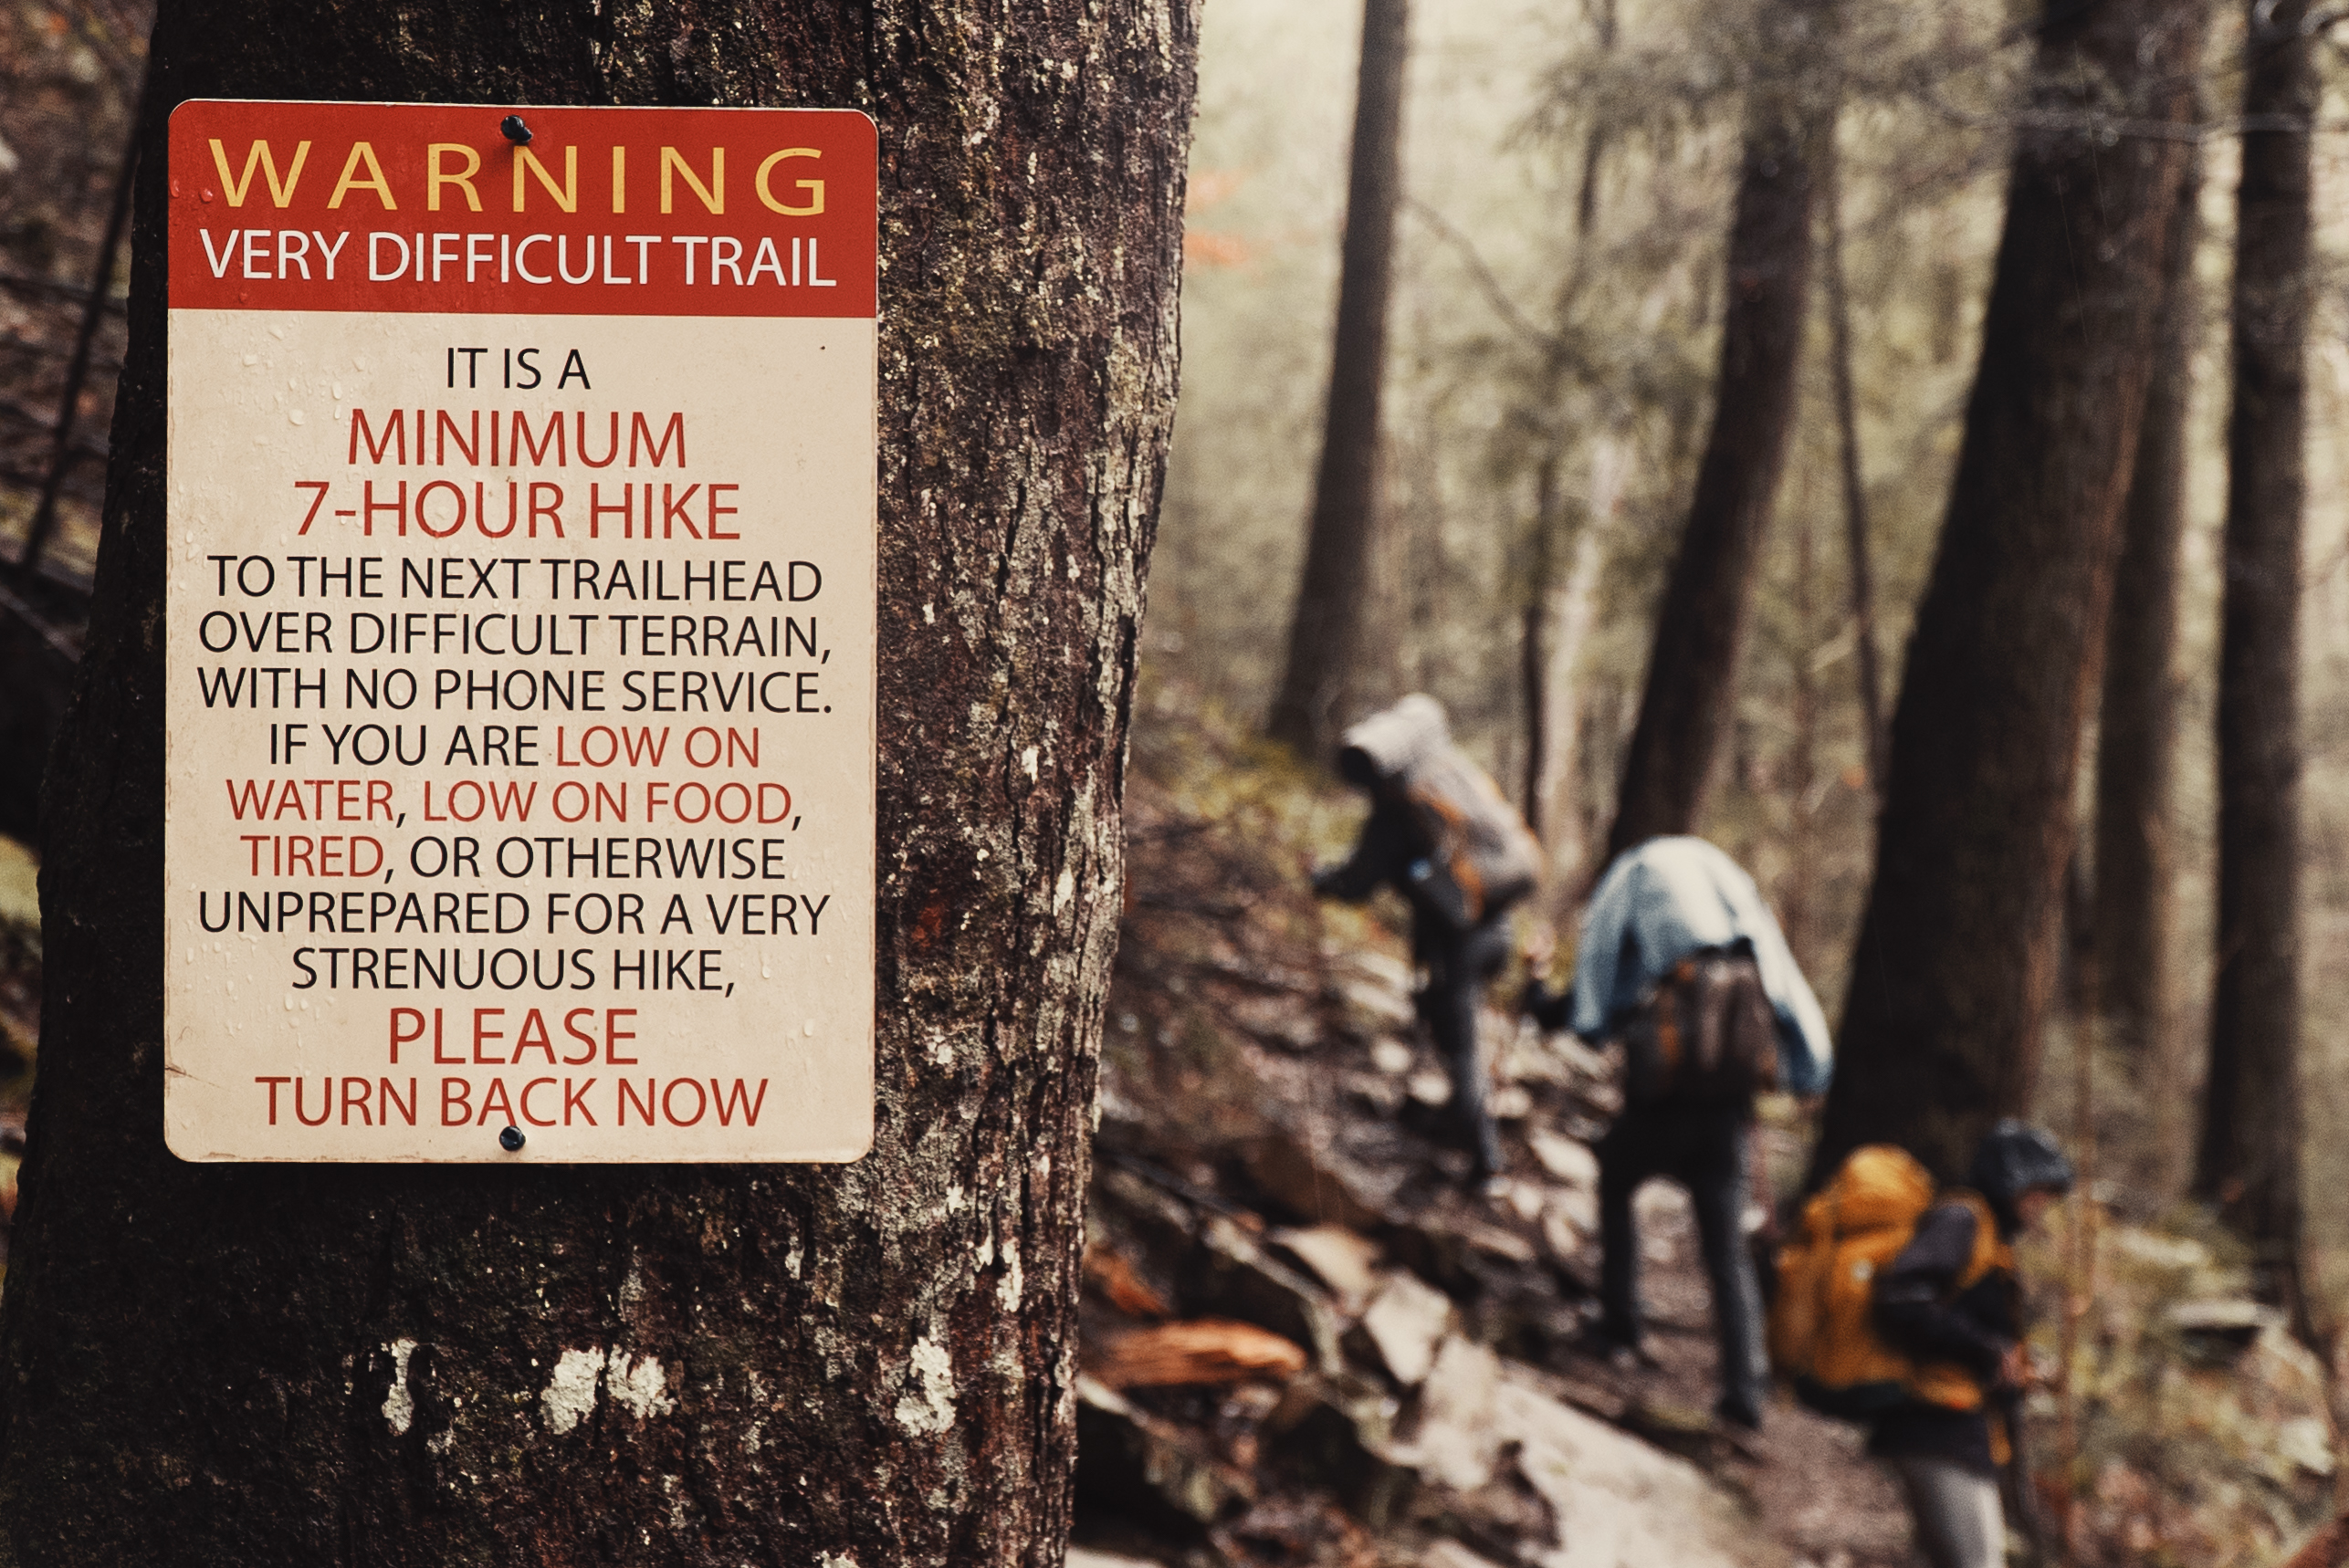 WARNING
VERY DIFFICULT TRAIL
IT IS A
MINIMUM
7-HOUR HIKE
TO THE NEXT TRAILHEAD
OVER DIFFICULT TERRAIN,
WITH NO PHONE SERVICE.
IF YOU ARE LOW ON
WATER, LOW ON FOOD,
TIRED, OR OTHERWISE
UNPREPARED FOR A VERY
STRENUOUS HIKE,
PLEASE
TURN BACK NOW